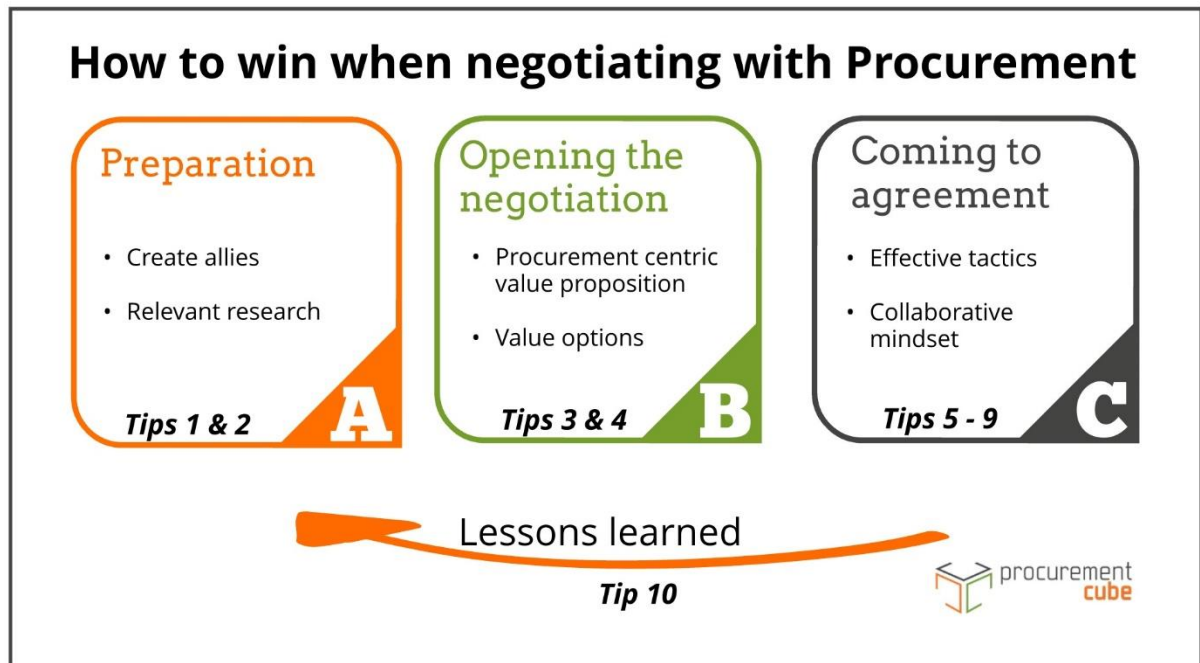 How to win when negotiating with Procurement
Preparation
• Create allies
• Relevant research
Tips 1 & 2
A
Opening the
negotiation
• Procurement centric
value proposition
• Value options
Tips 3 & 4
B
Coming to
agreement
• Effective tactics
• Collaborative
mindset
Tips 5 - 9
C
Lessons learned
Tip 10
procurement
cube